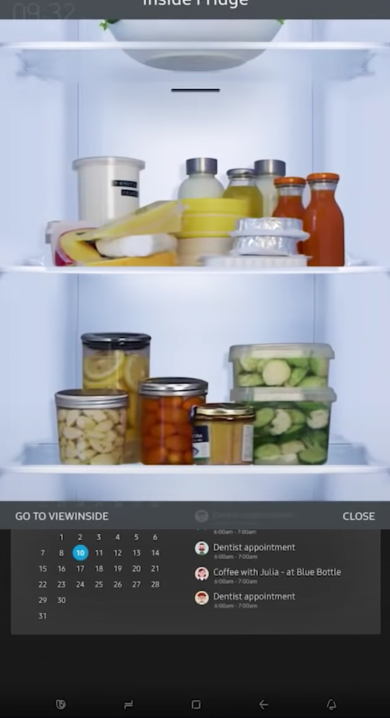 09:32
Inside Fridge
GO TO VIEWINSIDE
CLOSE
1 2 3 4 5 6
7 8 10 11 12 13 14
15 16 17 18 19 20 21
22 23 24 25 26 27 28
29 30
31
6:00am - 7:00am
Dentist appointment
6:00am - 7:00am
Coffee with Julia - at Blue Bottle
6:00am - 7:00am
Dentist appointment
6:00am - 7:00am